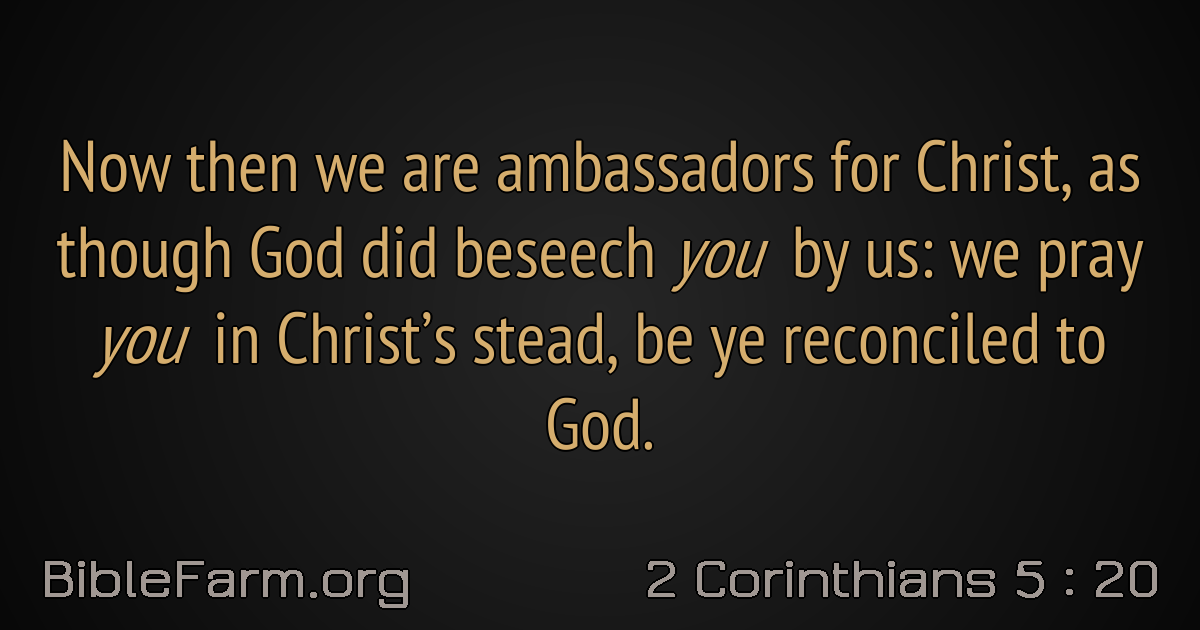 Now then we are ambassadors for Christ, as
though God did beseech you by us: we pray
you in Christ’s stead, be ye reconciled to
God.
BibleFarm.org
2 Corinthians 5 : 20